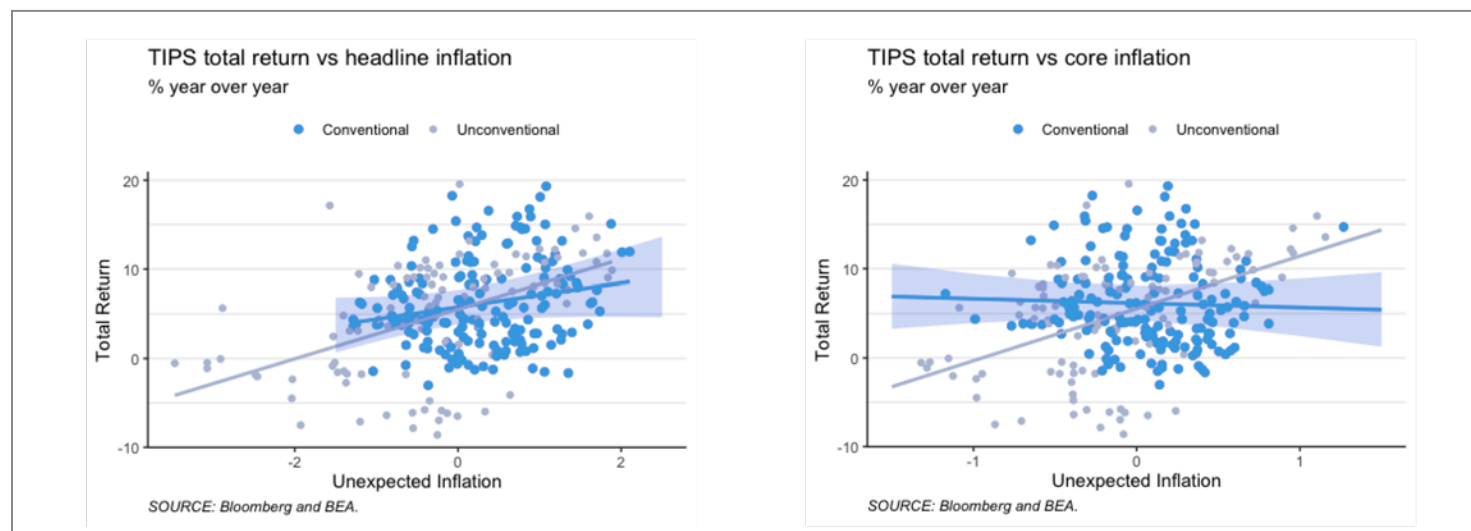 TIPS total return vs headline inflation
% year over year
Conventional Unconventional
20
10
0
-10
Total Return
-2 0 2
Unexpected Inflation
SOURCE: Bloomberg and BEA.
TIPS total return vs core inflation
% year over year
Conventional Unconventional
20
10
0
-10
Total Return
-1 0 1
Unexpected Inflation
SOURCE: Bloomberg and BEA.